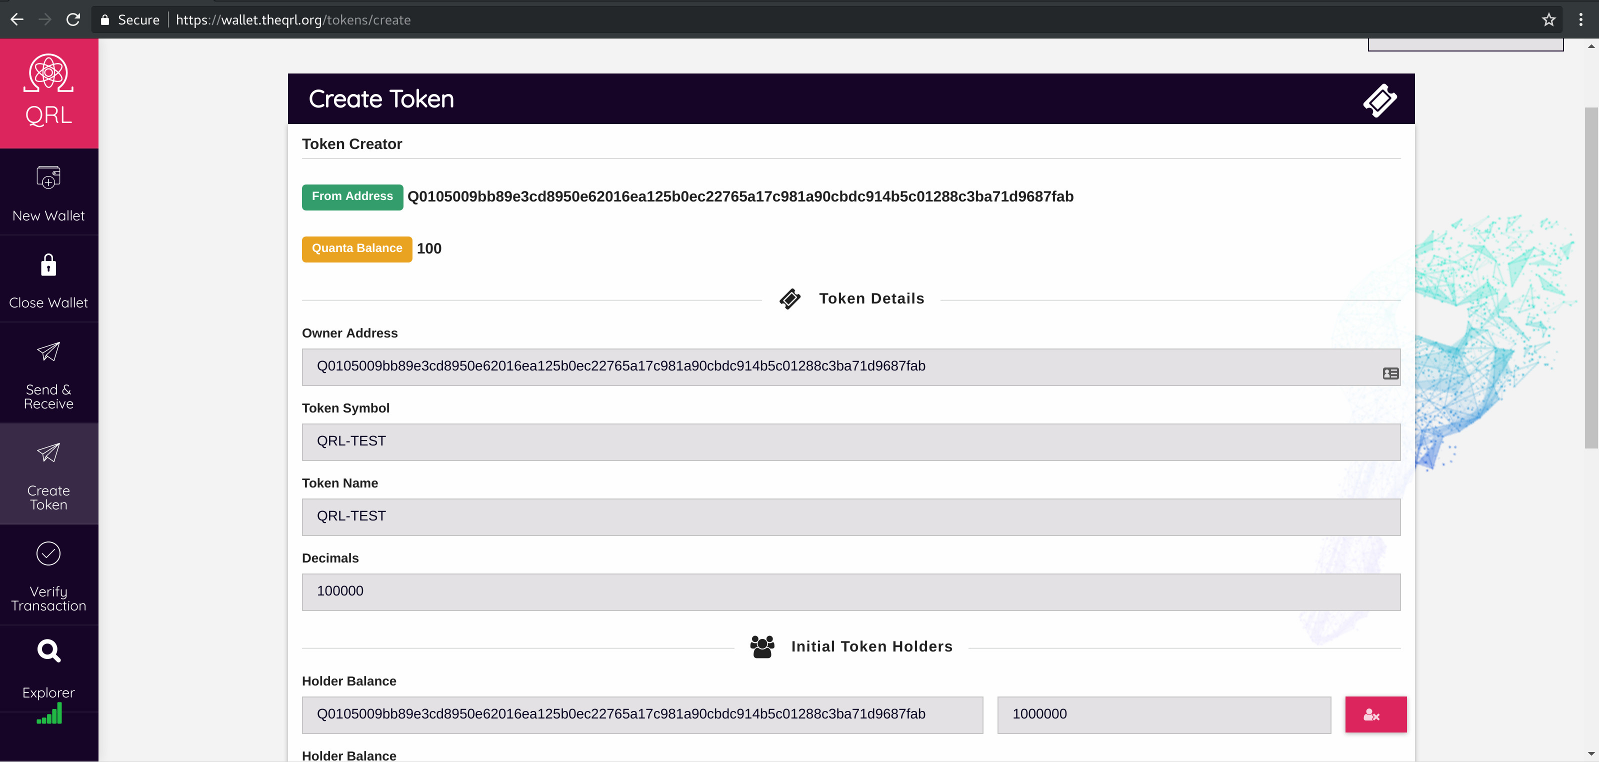 Secure https://wallet.theqrl.org/tokens/create
QRL
New Wallet
Close Wallet
Send &
Receive
Create
Token
Verify
Transaction
Explorer
Create Token
Token Creator
From Address Q0105009bb89e3cd8950e62016ea125b0ec22765a17c981a90cbdc914b5c01288c3ba71d9687fab
Quanta Balance 100
Token Details
Owner Address
Q0105009bb89e3cd8950e62016ea125b0ec22765a17c981a90cbdc914b5c01288c3ba71d9687fab
Token Symbol
QRL-TEST
Token Name
QRL-TEST
Decimals
100000
Initial Token Holders
Holder Balance
Q0105009bb89e3cd8950e62016ea125b0ec22765a17c981a90cbdc914b5c01288c3ba71d9687fab 1000000
Holder Balance